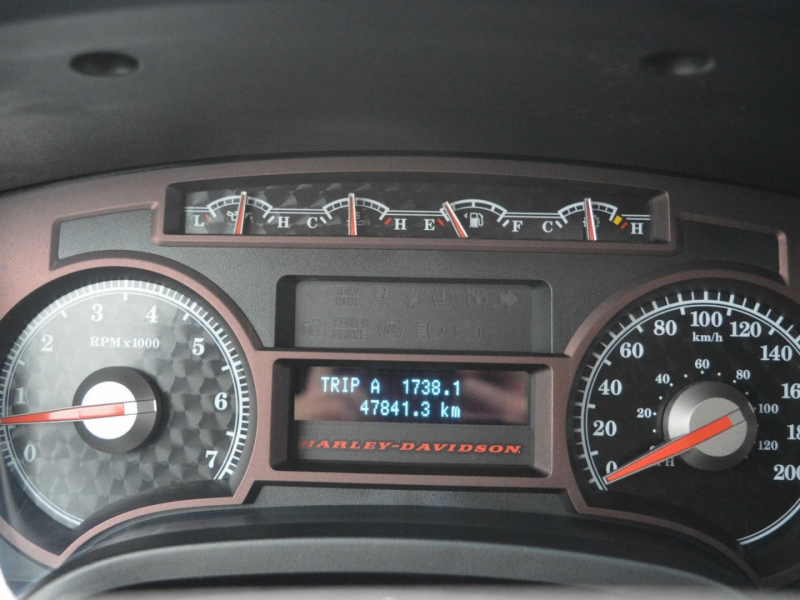 L H C H E F C H
RPM x 1000
0 1 2 3 4 5 6 7
TRIP A 1738.1
47841.3 km
HARLEY-DAVIDSON
km/h
0 20 40 60 80 100 120 140 200
20 40 60 80 100 120